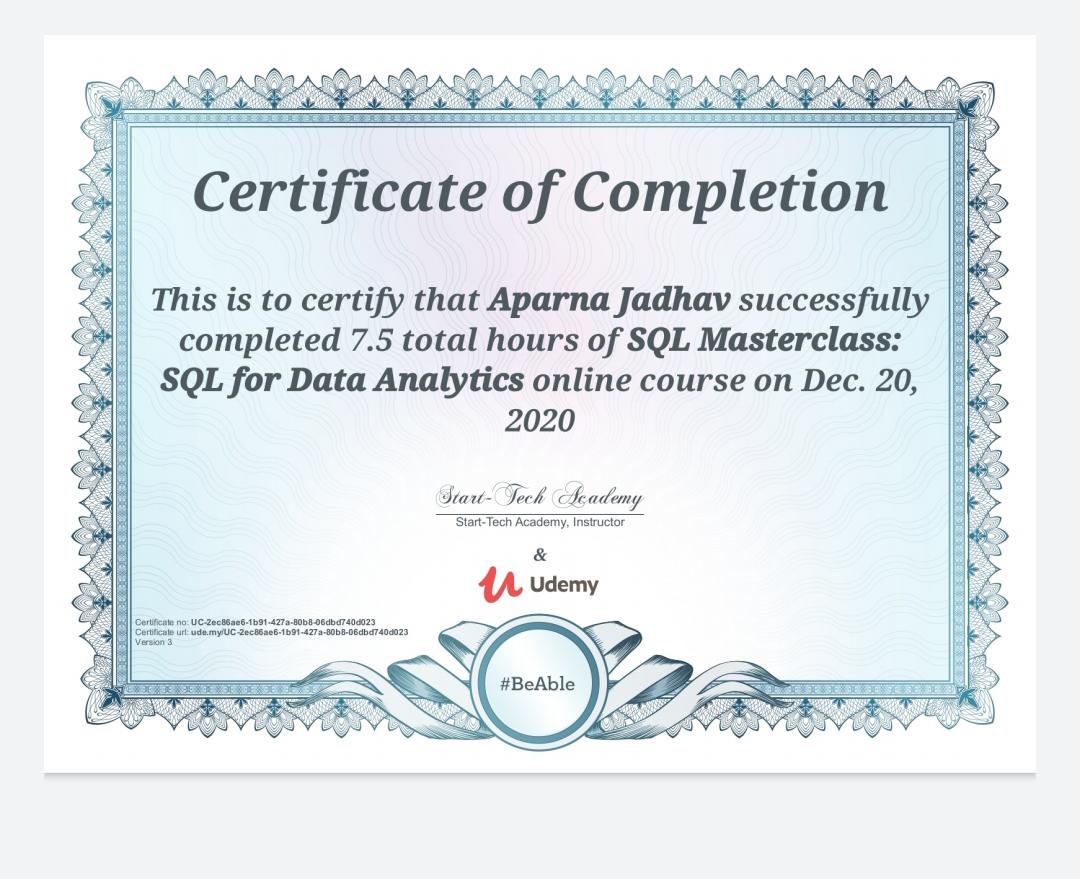 Certificate of Completion
This is to certify that Aparna Jadhav successfully
completed 7.5 total hours of SQL Masterclass:
SQL for Data Analytics online course on Dec. 20,
2020
Start-Tech Academy
Start-Tech Academy, Instructor
&
Udemy
Certificate no: UC-2ec86ae6-1b91-427a-80b8-06dbd740d023
Certificate url: ude.my/UC-2ec86ae6-1b91-427a-80b8-06dbd740d023
Version 3
#BeAble